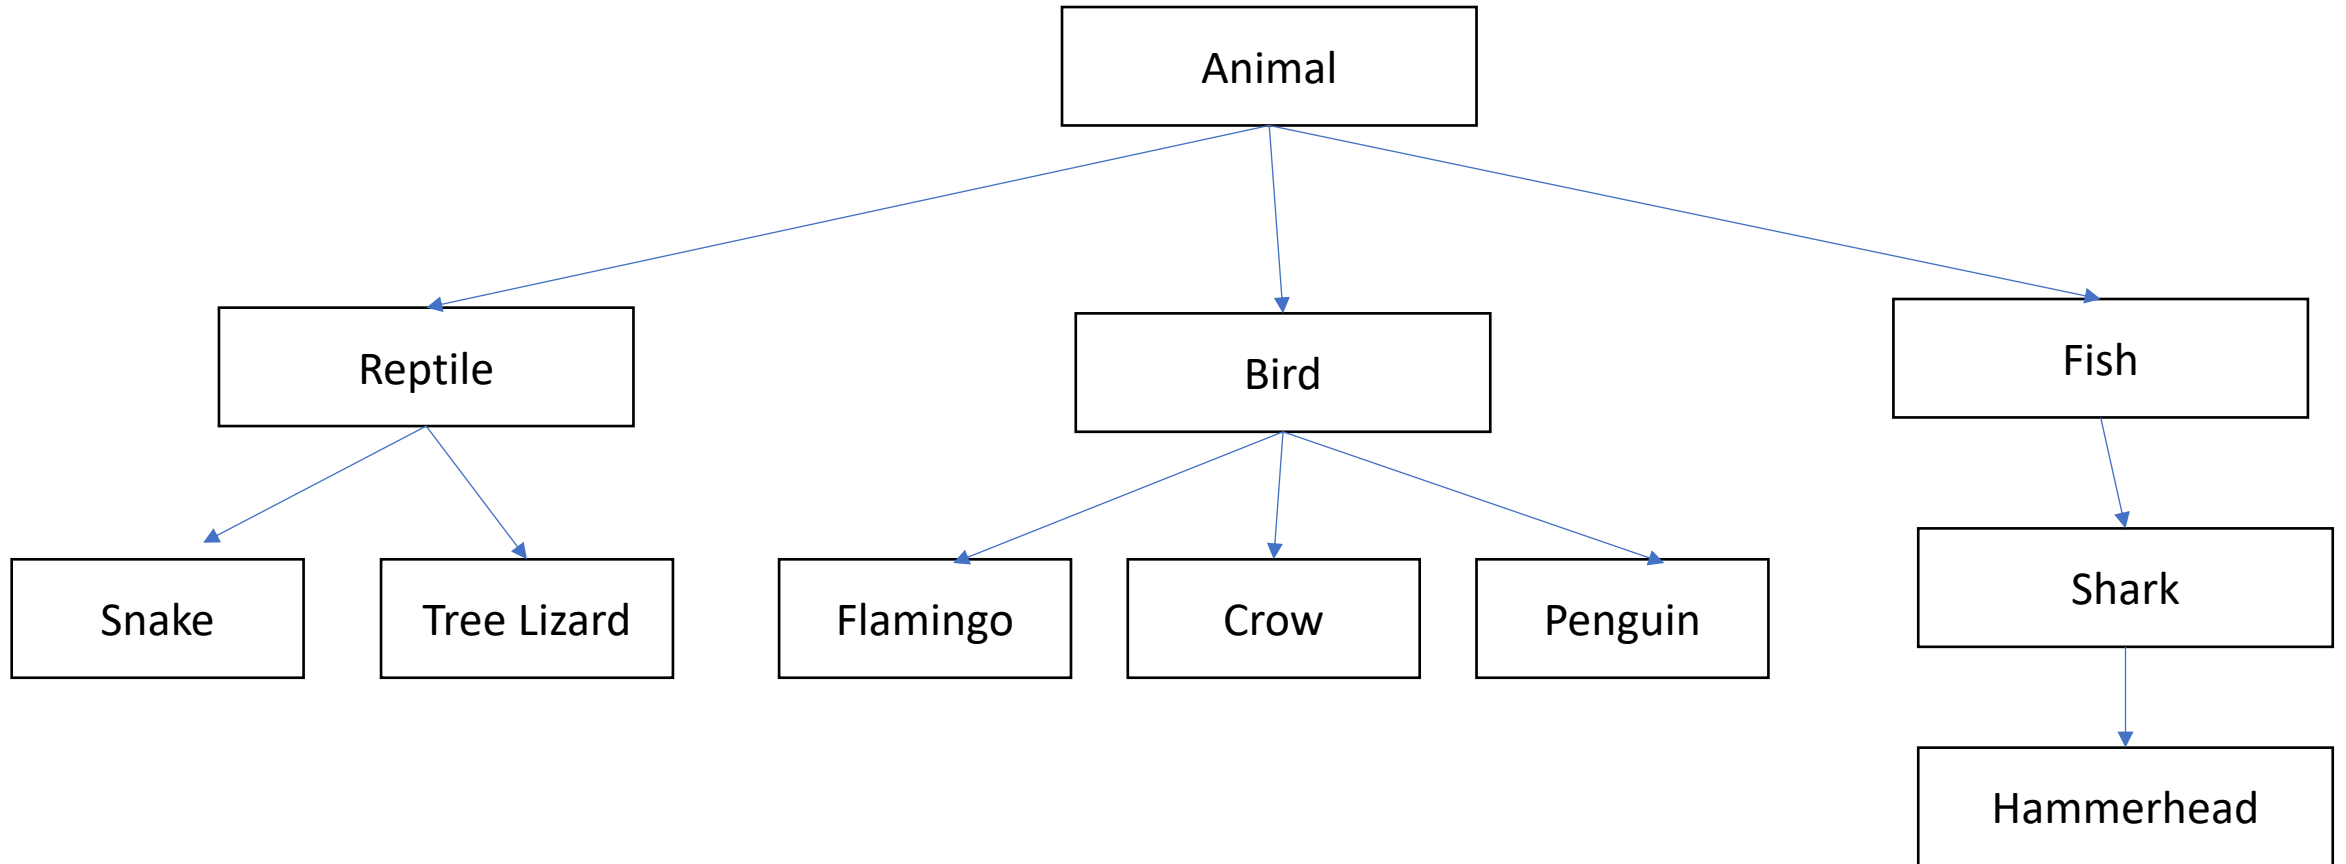 Animal
Reptile
Bird
Fish
Snake
Tree Lizard
Flamingo
Crow
Penguin
Shark
Hammerhead